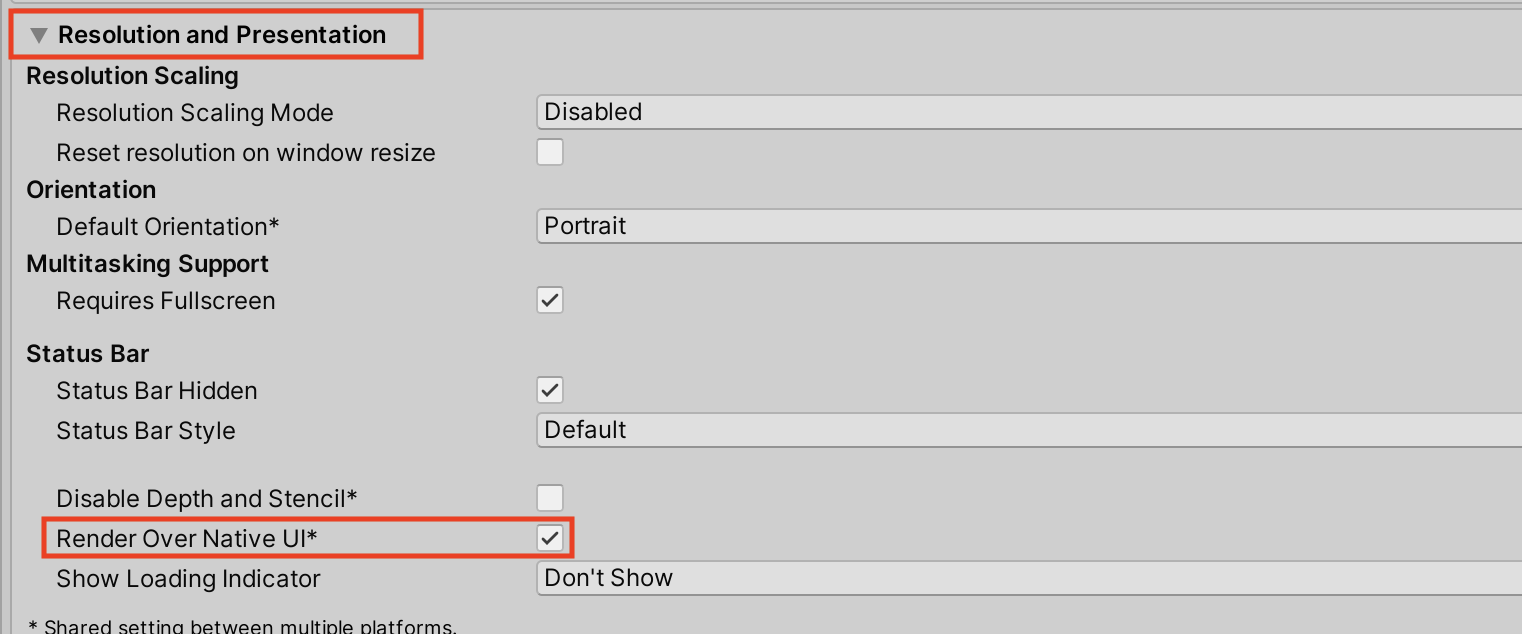 Resolution and Presentation
Resolution Scaling
Resolution Scaling Mode Disabled
Reset resolution on window resize
Orientation
Default Orientation* Portrait
Multitasking Support
Requires Fullscreen
Status Bar
Status Bar Hidden
Status Bar Style Default
Disable Depth and Stencil*
Render Over Native UI*
Show Loading Indicator Don't Show
* Shared setting between multiple platforms.